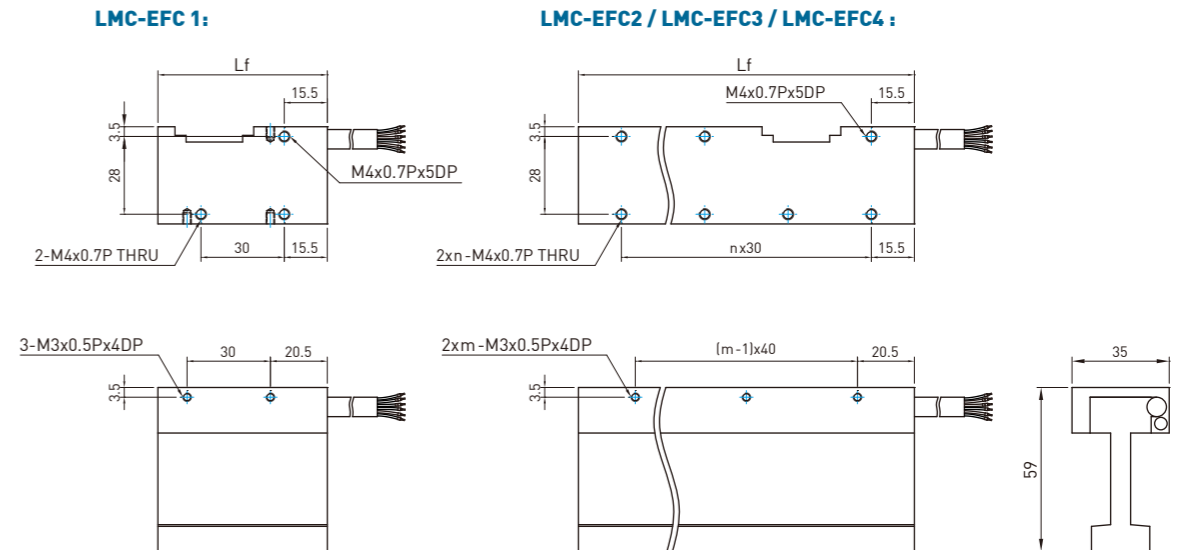 LMC-EFC 1:
LMC-EFC2 / LMC-EFC3 / LMC-EFC4 :
Lf
15.5
3.5
28
M4x0.7Px5DP
2-M4x0.7P THRU
30
15.5
Lf
M4x0.7Px5DP
15.5
3.5
28
2xn-M4x0.7P THRU
nx30
15.5
3-M3x0.5Px4DP
30
20.5
3.5
2xm-M3x0.5Px4DP
(m-1)x40
20.5
3.5
35
59